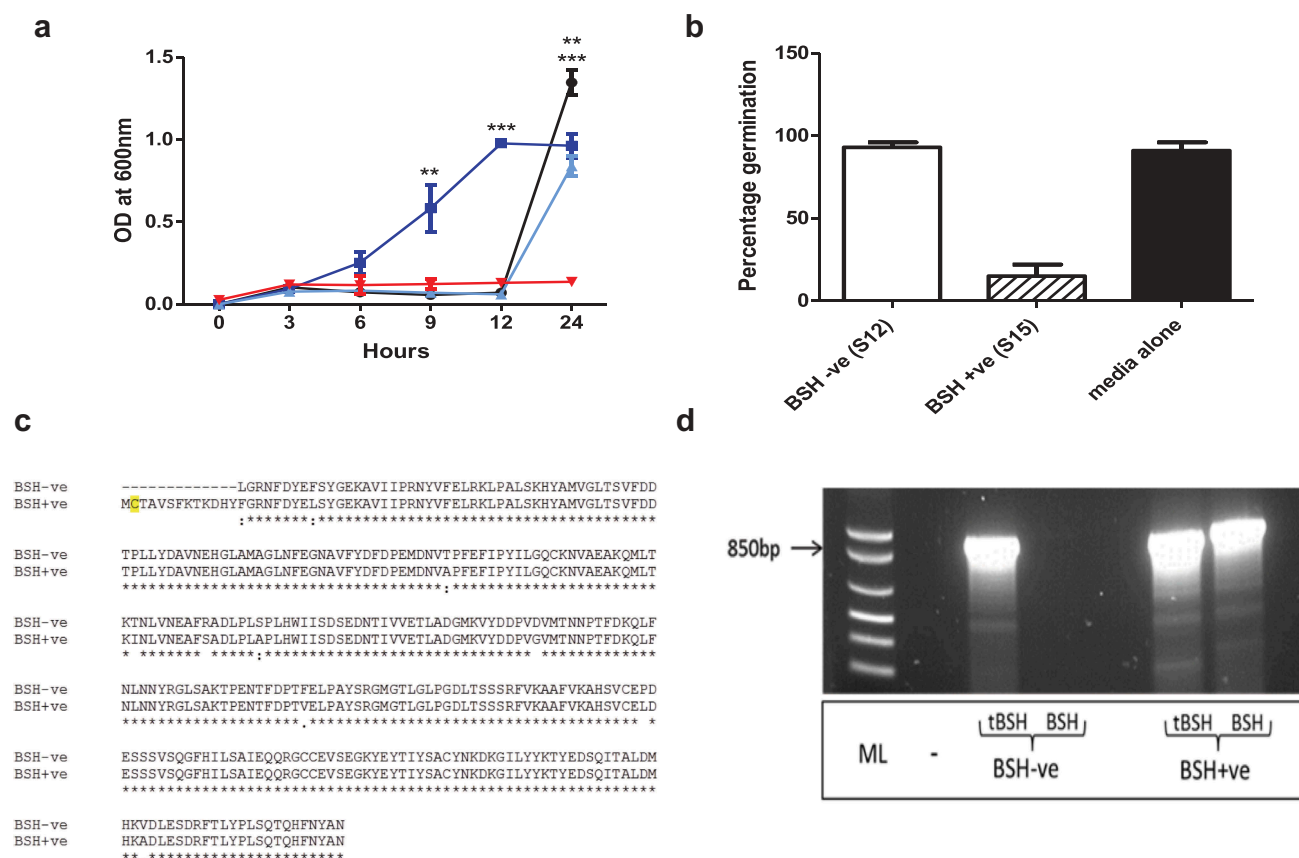 a
** 
***
***
**
1.5
1.0
0.5
0.0
OD at 600nm
0 3 6 9 12 24
Hours
b
150
100
50
0
Percentage germination
BSH -ve (S12)
BSH +ve (S15)
media alone
c
BSH-ve -------------LGRNFDYEFSYGEKAVIIPRNYVFELRKLPALSKHYAMVGLTSVFDD
BSH+ve MCTAVSFKTKDHYFGRNFDYELSYGEKAVIIPRNYVFELRKLPALSKHYAMVGLTSVFDD
:*******:**************************************
BSH-ve TPLLYDAVNEHGLAMAGLNFEGNAVFYDFDPEMDNVTPFEFIPYILGQCKNVAEAKQMLT
BSH+ve TPLLYDAVNEHGLAMAGLNFEGNAVFYDFDPEMDNVAPFEFIPYILGQCKNVAEAKQMLT
************************************:***********************
BSH-ve KTNLVNEAFRADLPLSPLHWIISDSEDNTIVVETLADGMKVYDDPVDVMTNNPTFDKQLF
BSH+ve KINLVNEAFSADLPLAPLHWIISDSEDNTIVVETLADGMKVYDDPVGVMTNNPTFDKQLF
* ******* *****:****************************** *************
BSH-ve NLNNYRGLSAKTPENTFDPTFELPAYSRGMGTLGLPGDLTSSSRFVKAAFVKAHSVCEPD
BSH+ve NLNNYRGLSAKTPENTFDPTVELPAYSRGMGTLGLPGDLTSSSRFVKAAFVKAHSVCELD
********************.************************************* *
BSH-ve ESSSVSQGFHILSAIEQQRGCCEVSEGKYEYTIYSACYNKDKGILYYKTYEDSQITALDM
BSH+ve ESSSVSQGFHILSAIEQQRGCCEVSEGKYEYTIYSACYNKDKGILYYKTYEDSQITALDM
************************************************************
BSH-ve HKVDLESDRFTLYPLSQTQHFNYAN
BSH+ve HKADLESDRFTLYPLSQTQHFNYAN
** **********************
d
850bp
tBSH BSH tBSH BSH
ML - BSH-ve BSH+ve